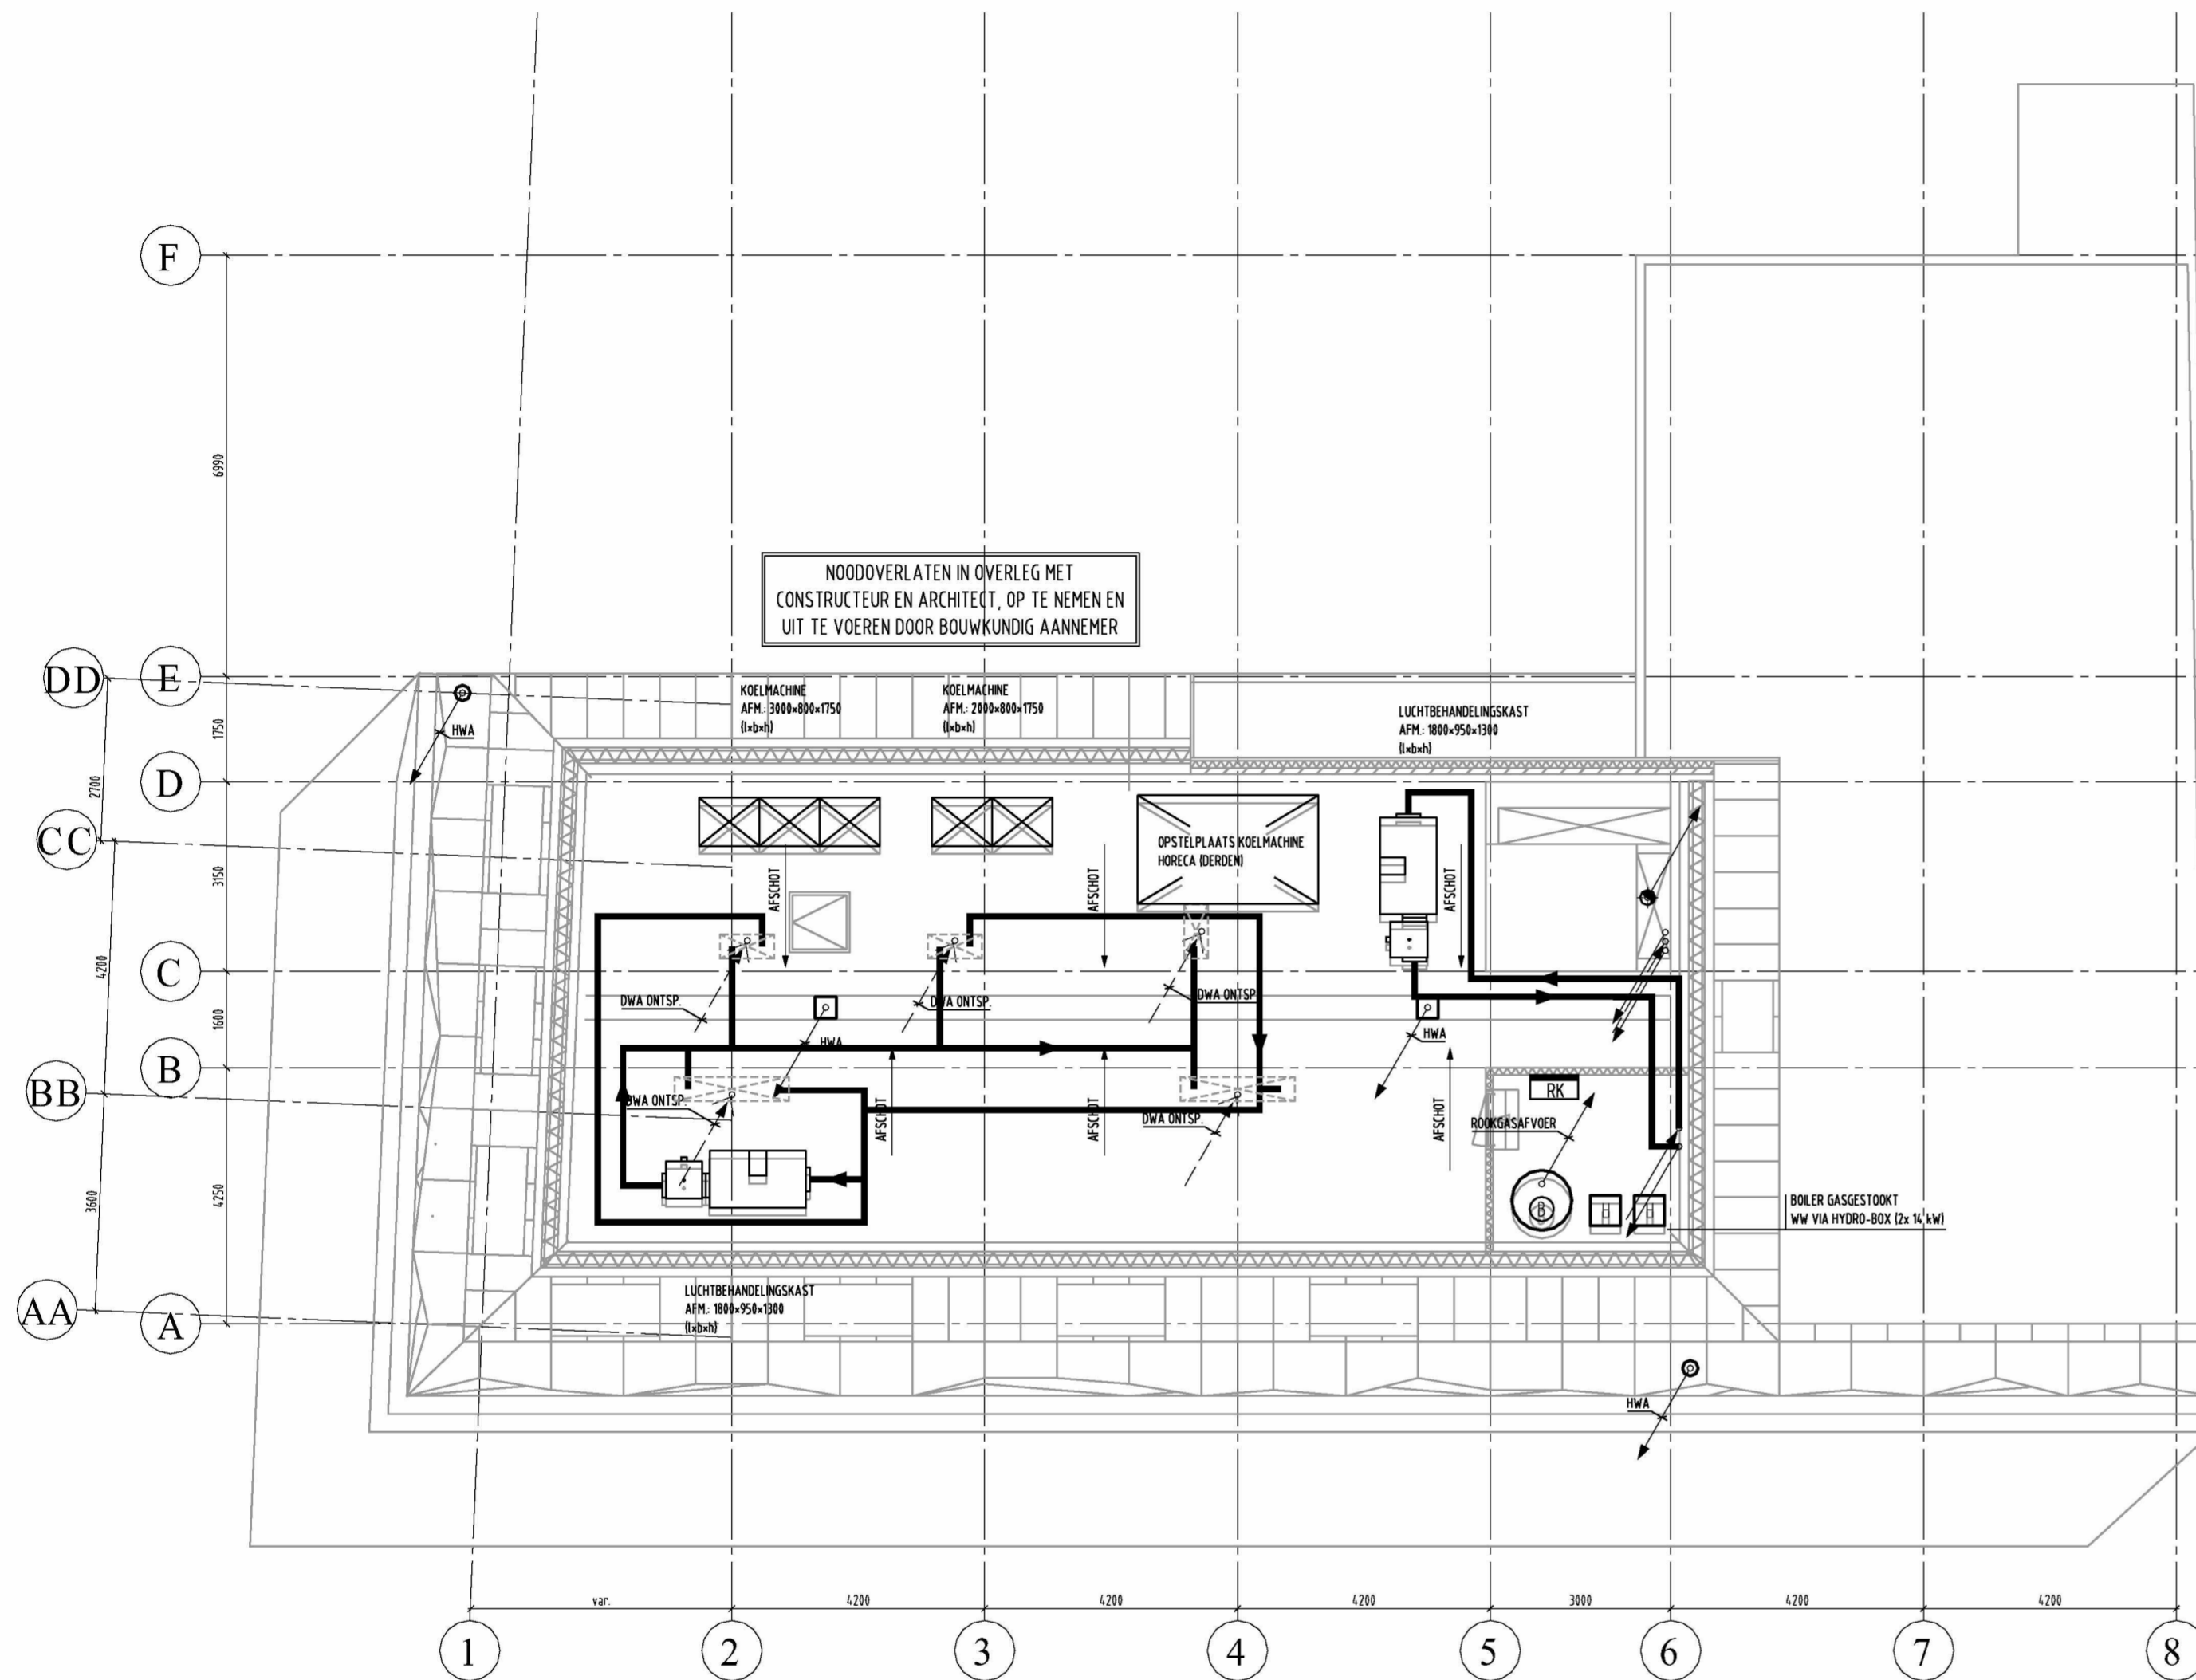 F
6990
NOODOVERLATEN IN OVERLEG MET
CONSTRUCTEUR EN ARCHITECT, OP TE NEMEN EN
UIT TE VOEREN DOOR BOUWKUNDIG AANNEMER
DD
E
KOELMACHINE
AFM.: 3000×800×1750
(l×b×h)
KOELMACHINE
AFM.: 2000×800×1750
(l×b×h)
LUCHTBEHANDELINGSKAST
AFM.: 1800×950×1300
(l×b×h)
HWA
1750
2700
D
CC
OPSTELPLAATS KOELMACHINE
HORECA (DERDEN)
3150
AFSCHOT
AFSCHOT
AFSCHOT
4200
C
DWA ONTSP.
DWA ONTSP.
DWA ONTSP.
1600
HWA
HWA
B
BB
RK
DWA ONTSP.
DWA ONTSP.
AFSCHOT
AFSCHOT
AFSCHOT
ROOKGASAFVOER
3600
4250
B
H
H
BOILER GASGESTOOKT
WW VIA HYDRO-BOX (2x 14 kW)
AA
A
LUCHTBEHANDELINGSKAST
AFM.: 1800×950×1300
(l×b×h)
HWA
var.
4200
4200
4200
3000
4200
4200
1
2
3
4
5
6
7
8